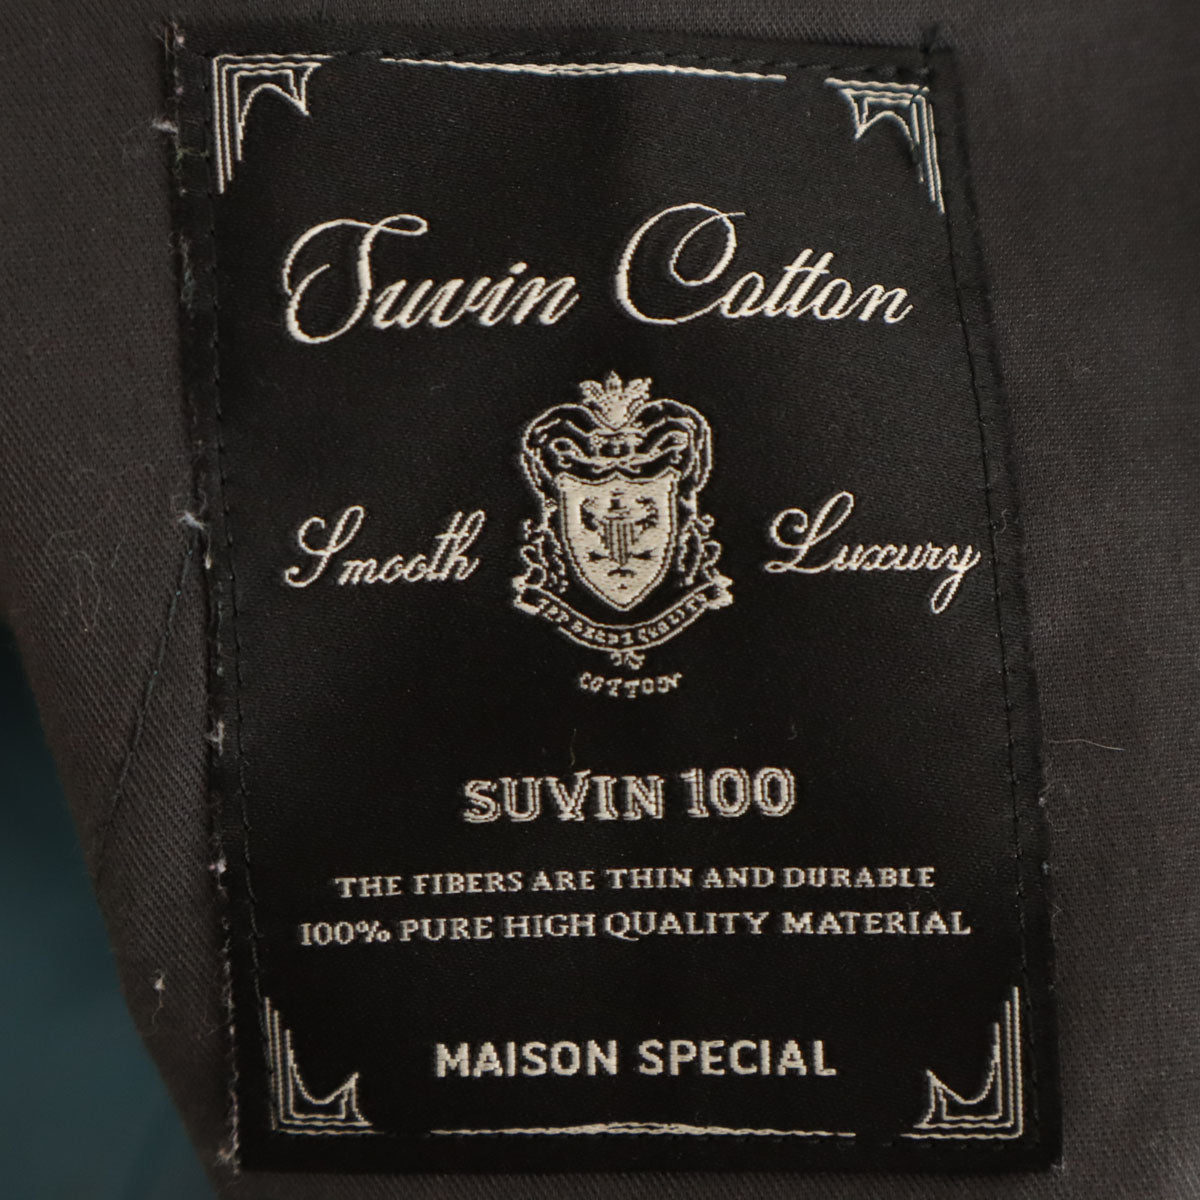 Suvin Cotton
Smooth
Luxury
COTTON
SUVIN 100
THE FIBERS ARE THIN AND DURABLE
100% PURE HIGH QUALITY MATERIAL
MAISON SPECIAL